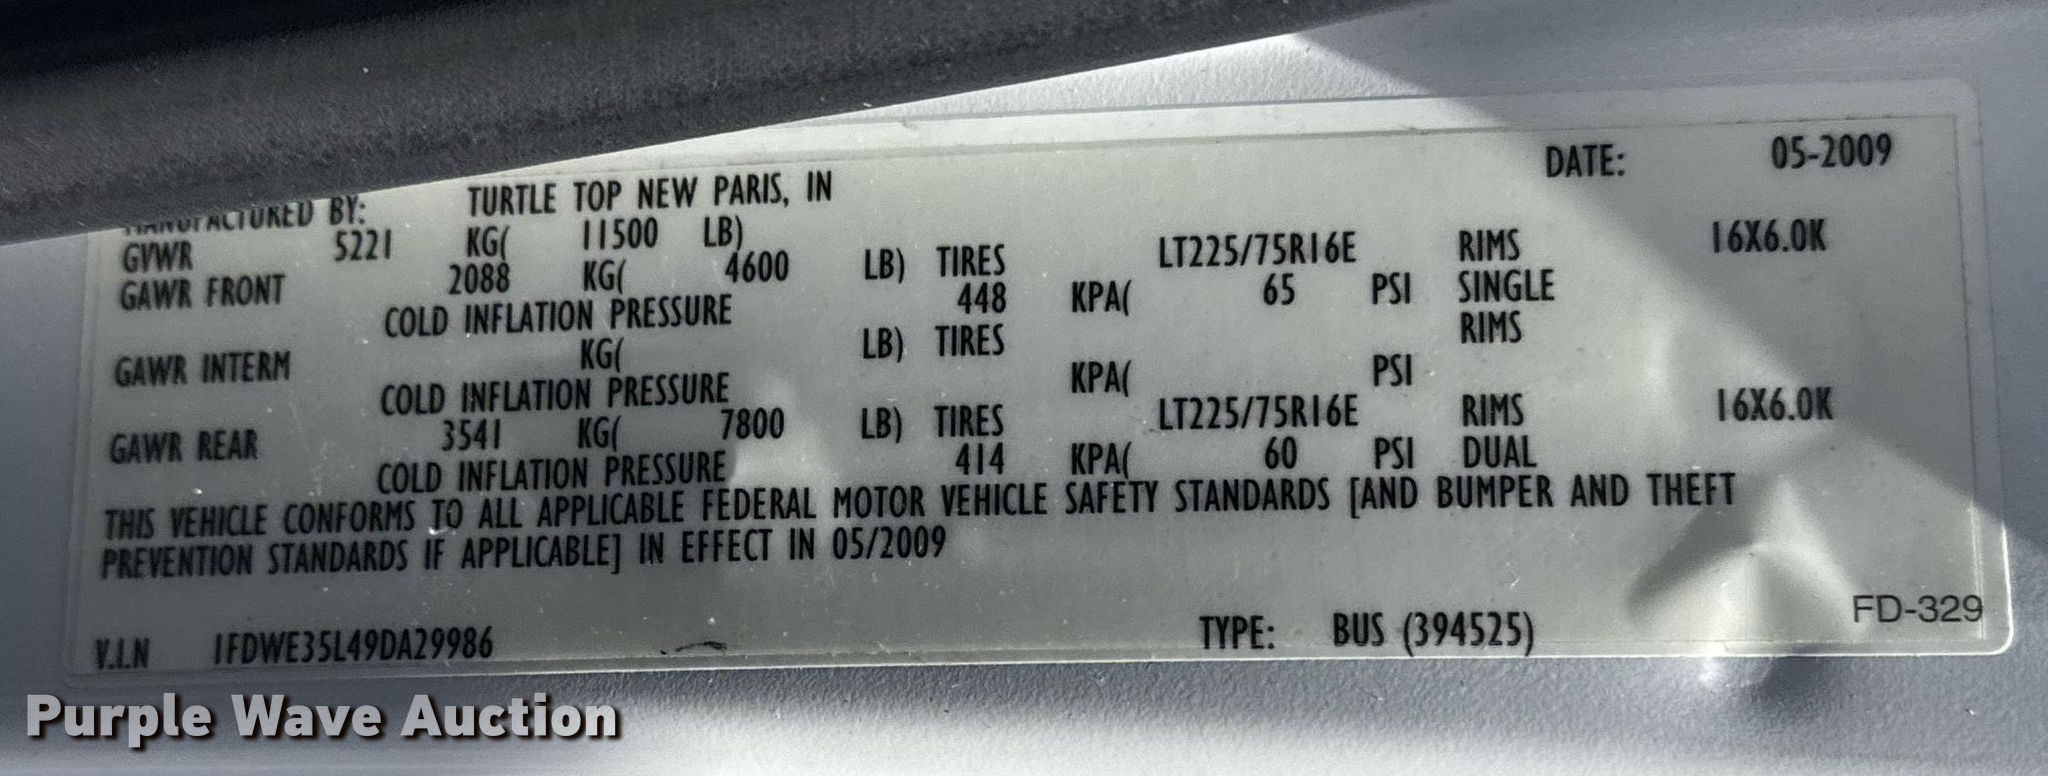 MANUFACTURED BY: TURTLE TOP NEW PARIS, IN DATE: 05-2009
GVWR 5221 KG( 11500 LB)
GAWR FRONT 2088 KG( 4600 LB) TIRES LT225/75R16E RIMS 16X6.0K
COLD INFLATION PRESSURE 448 KPA( 65 PSI SINGLE
GAWR INTERM KG( LB) TIRES RIMS
COLD INFLATION PRESSURE KPA( PSI
GAWR REAR 3541 KG( 7800 LB) TIRES LT225/75R16E RIMS 16X6.0K
COLD INFLATION PRESSURE 414 KPA( 60 PSI DUAL
THIS VEHICLE CONFORMS TO ALL APPLICABLE FEDERAL MOTOR VEHICLE SAFETY STANDARDS [AND BUMPER AND THEFT
PREVENTION STANDARDS IF APPLICABLE] IN EFFECT IN 05/2009
V.I.N 1FDWE35L49DA29986 TYPE: BUS (394525) FD-329
Purple Wave Auction